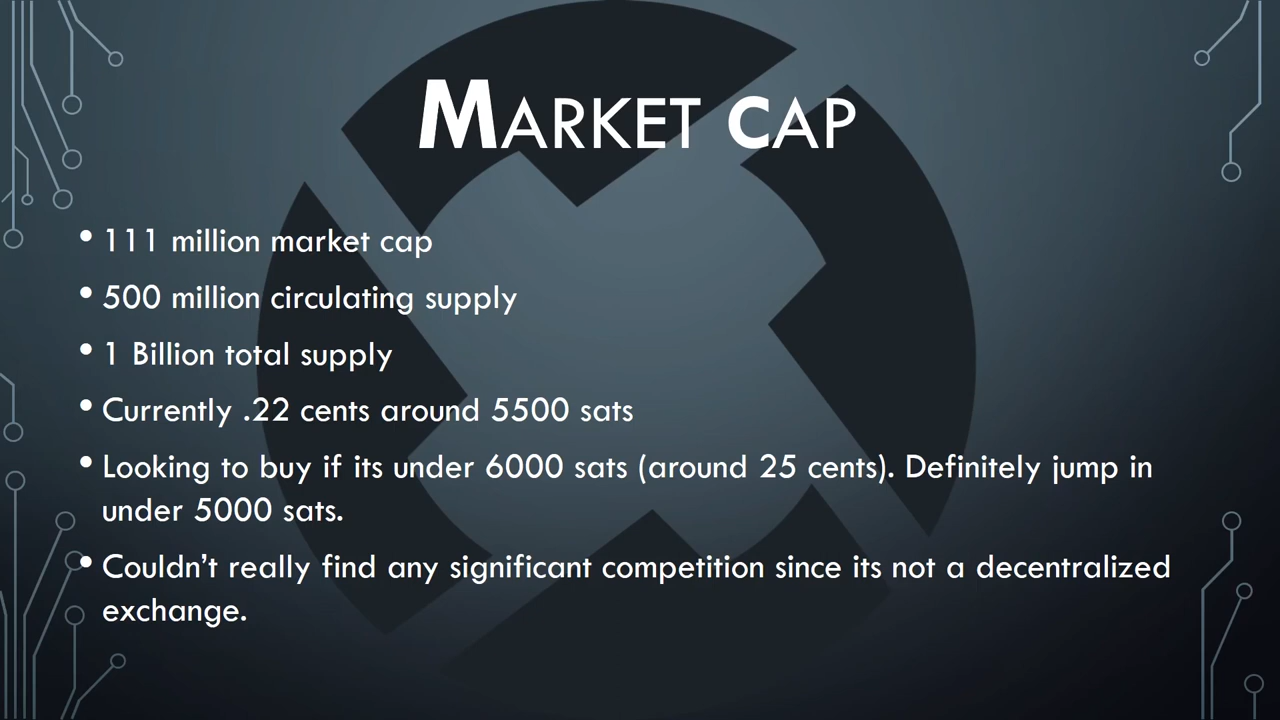 Market cap
• 111 million market cap
• 500 million circulating supply
• 1 Billion total supply
• Currently .22 cents around 5500 sats
• Looking to buy if its under 6000 sats (around 25 cents). Definitely jump in
under 5000 sats.
• Couldn’t really find any significant competition since its not a decentralized
exchange.